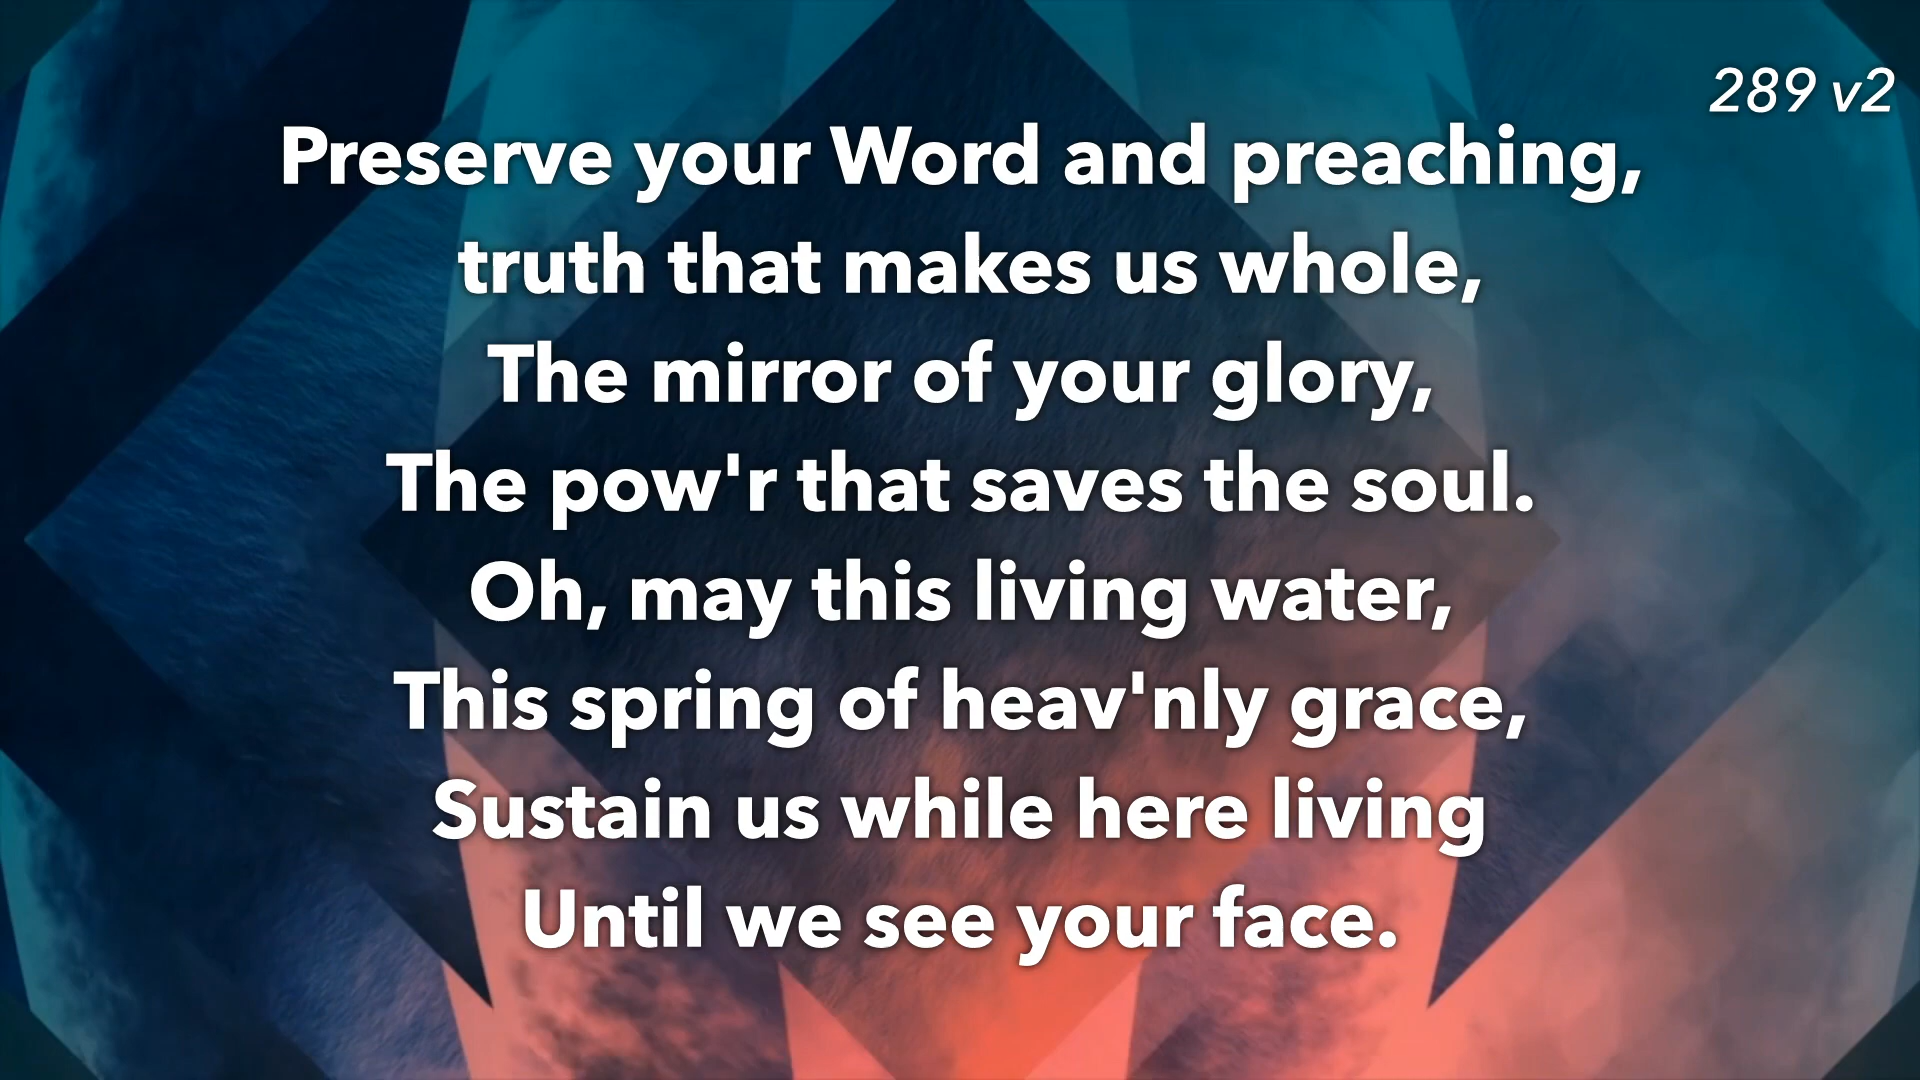 289 v2
Preserve your Word and preaching,
truth that makes us whole,
The mirror of your glory,
The pow'r that saves the soul.
Oh, may this living water,
This spring of heav'nly grace,
Sustain us while here living
Until we see your face.